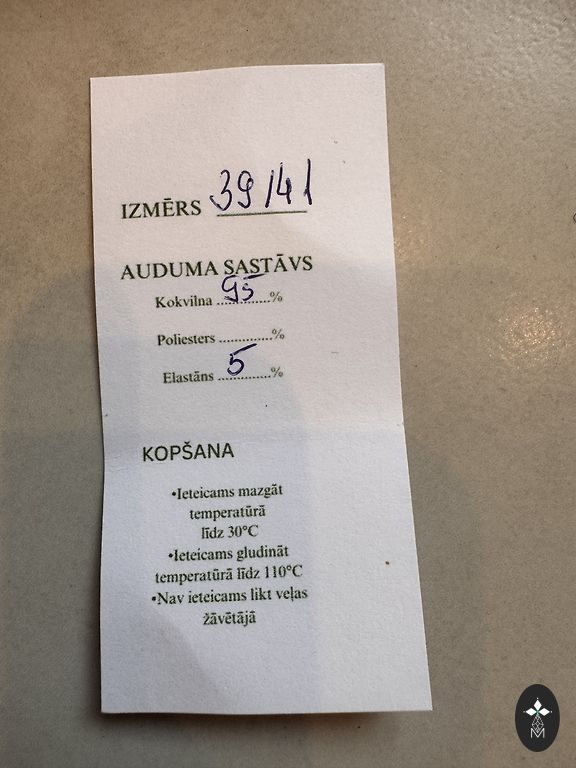 IZMĒRS 39/41
AUDUMA SASTĀVS
Kokvilna ...95...%
Poliesters ............%
Elastāns ...5...%
KOPŠANA
•Ieteicams mazgāt
temperatūrā
līdz 30°C
•Ieteicams gludināt
temperatūrā līdz 110°C
•Nav ieteicams likt veļas
žāvētājā
M